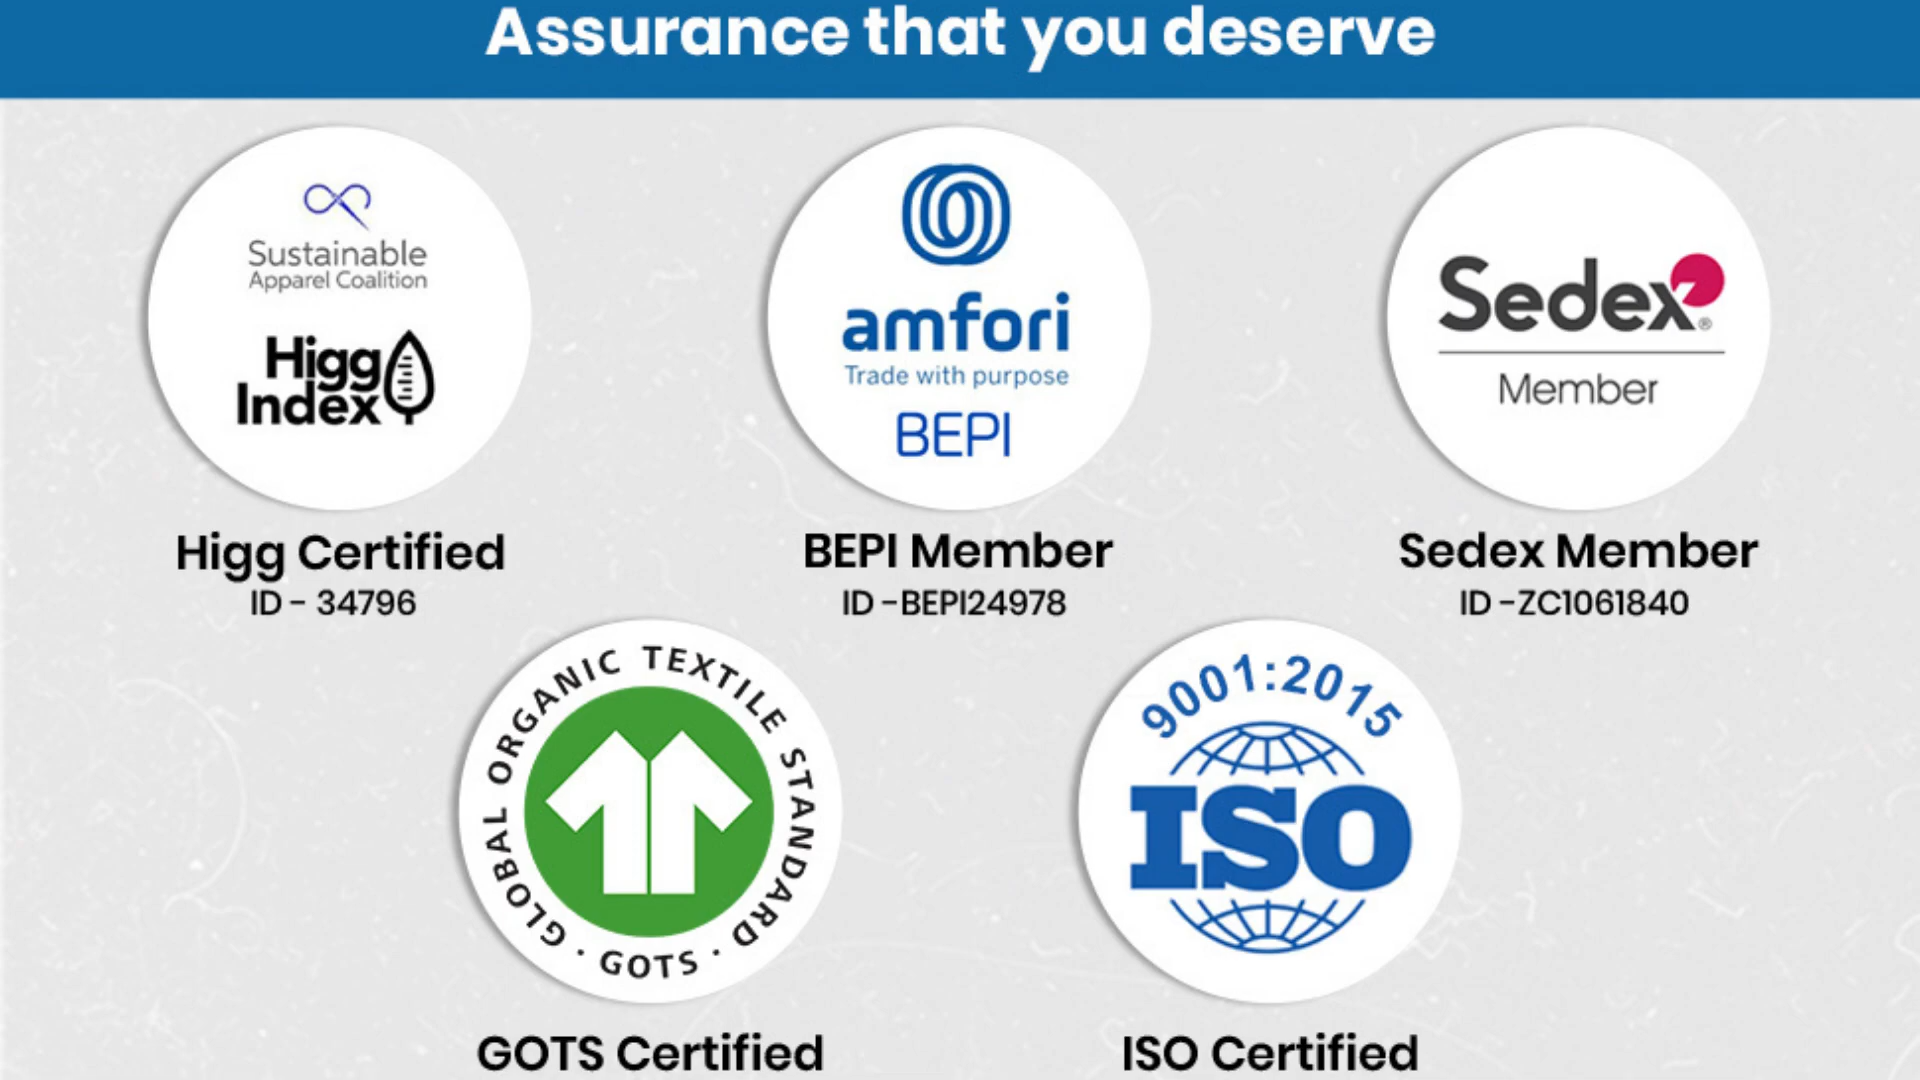 Assurance that you deserve
Sustainable
Apparel Coalition
Higg
Index
amfori
Trade with purpose
BEPI
Sedex®
Member
Higg Certified
ID - 34796
BEPI Member
ID -BEPI24978
Sedex Member
ID -ZC1061840
GLOBAL ORGANIC TEXTILE STANDARD
· GOTS ·
9001:2015
ISO
GOTS Certified
ISO Certified